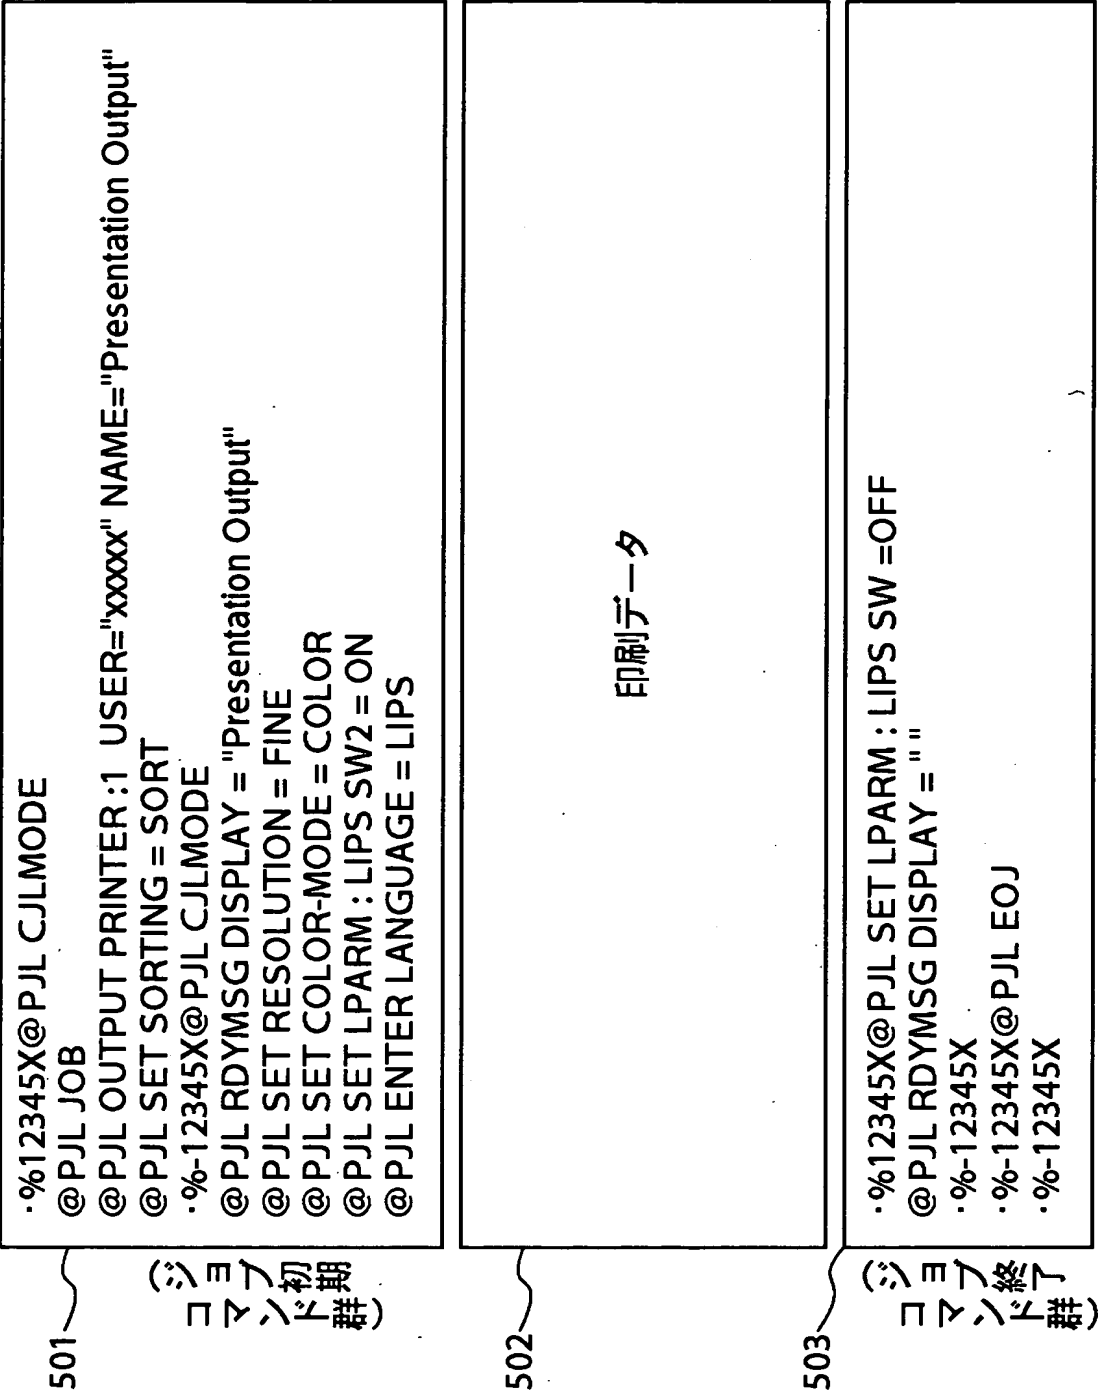 501
(ジョブ初期
コマンド群)
·%12345X@PJL CJLMODE
@PJL JOB
@PJL OUTPUT PRINTER :1 USER="xxxxx" NAME="Presentation Output"
@PJL SET SORTING = SORT
·%-12345X@PJL CJLMODE
@PJL RDYMSG DISPLAY = "Presentation Output"
@PJL SET RESOLUTION = FINE
@PJL SET COLOR-MODE = COLOR
@PJL SET LPARM : LIPS SW2 = ON
@PJL ENTER LANGUAGE = LIPS
502
印刷データ
503
(ジョブ終了
コマンド群)
·%12345X@PJL SET LPARM : LIPS SW =OFF
@PJL RDYMSG DISPLAY = " "
·%-12345X
·%-12345X@PJL EOJ
·%-12345X